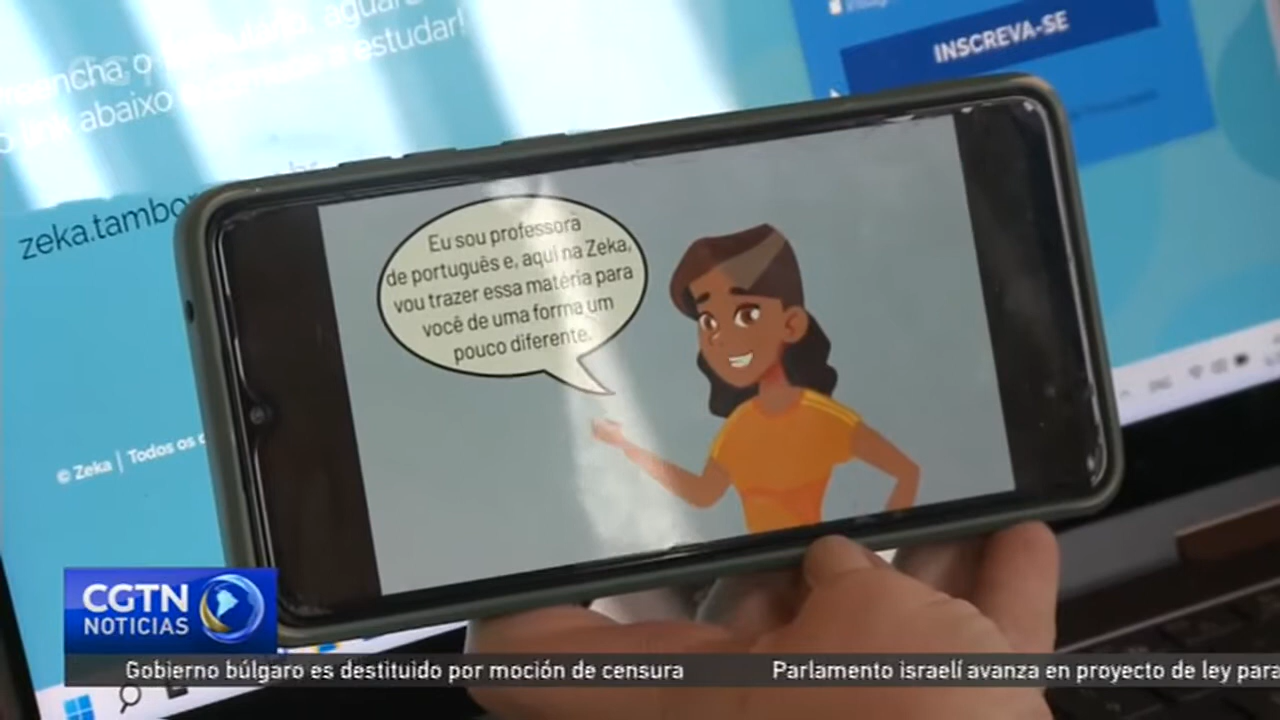 abaixo
estudar!
INSCREVA-SE
zeka.tambor
Eu sou professora
de português e, aqui na Zeka,
vou trazer essa matéria para
você de uma forma um
pouco diferente.
© Zeka | Todos os
CGTN
NOTICIAS
Gobierno búlgaro es destituido por moción de censura
Parlamento israelí avanza en proyecto de ley para